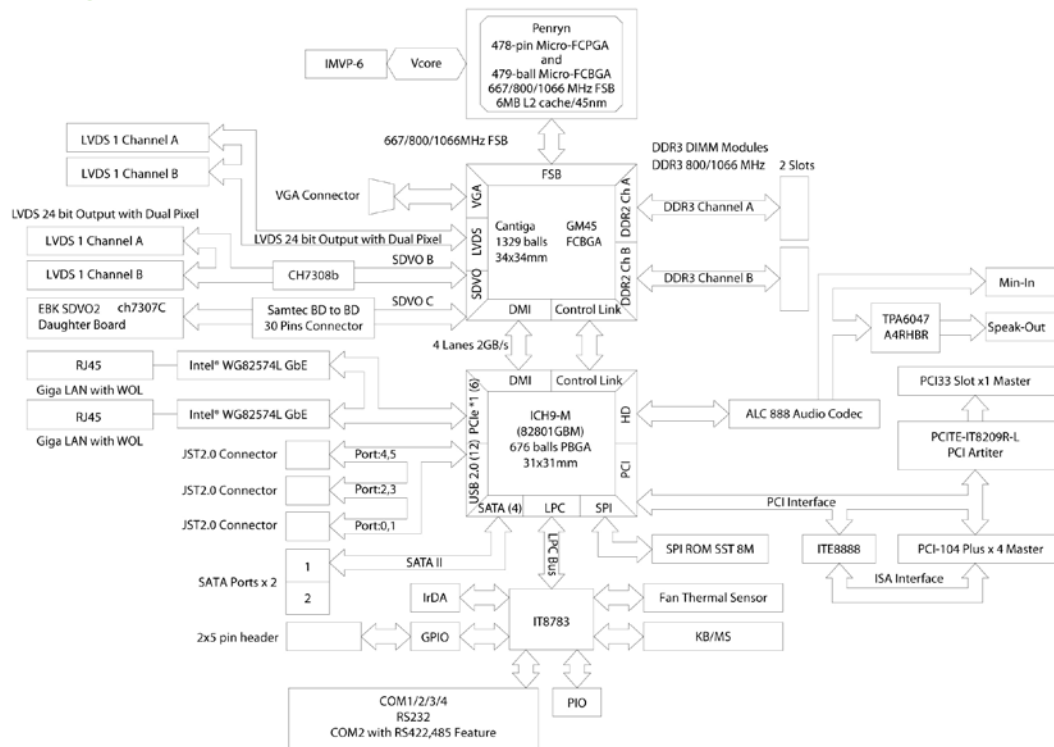 Penryn
478-pin Micro-FCPGA
and
479-ball Micro-FCBGA
667/800/1066 MHz FSB
6MB L2 cache/45nm
IMVP-6
Vcore
667/800/1066MHz FSB
LVDS 1 Channel A
LVDS 1 Channel B
VGA Connector
LVDS 24 bit Output with Dual Pixel
LVDS 24 bit Output with Dual Pixel
LVDS 1 Channel A
LVDS 1 Channel B
CH7308b
SDVO B
EBK SDVO2 ch7307C
Daughter Board
Samtec BD to BD
30 Pins Connector
SDVO C
FSB
VGA
LVDS
SDVO
Cantiga GM45
1329 balls FCBGA
34x34mm
DDR2 Ch A
DDR2 Ch B
DMI
Control Link
DDR3 DIMM Modules
DDR3 800/1066 MHz 2 Slots
DDR3 Channel A
DDR3 Channel B
4 Lanes 2GB/s
RJ45
Intel® WG82574L GbE
Giga LAN with WOL
RJ45
Intel® WG82574L GbE
Giga LAN with WOL
DMI
Control Link
PCIe *1 (6)
USB 2.0 (12)
ICH9-M
(82801GBM)
676 balls PBGA
31x31mm
HD
PCI
SATA (4)
LPC
SPI
JST2.0 Connector
Port:4,5
JST2.0 Connector
Port:2,3
JST2.0 Connector
Port:0,1
SATA Ports x 2
1
2
SATA II
LPC Bus
SPI ROM SST 8M
ALC 888 Audio Codec
TPA6047
A4RHBR
Min-In
Speak-Out
PCI33 Slot x1 Master
PCITE-IT8209R-L
PCI Artiter
PCI Interface
ITE8888
PCI-104 Plus x 4 Master
ISA Interface
IrDA
2x5 pin header
GPIO
IT8783
Fan Thermal Sensor
KB/MS
COM1/2/3/4
RS232
COM2 with RS422,485 Feature
PIO